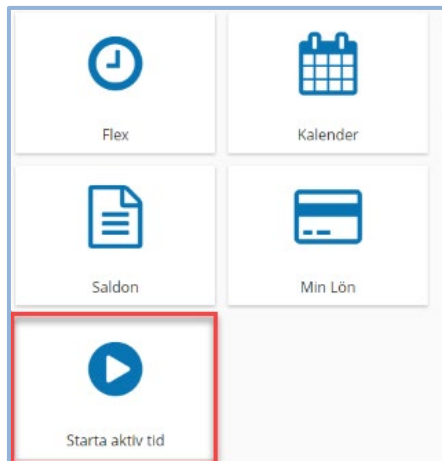 Flex
Kalender
Saldon
Min Lön
Starta aktiv tid